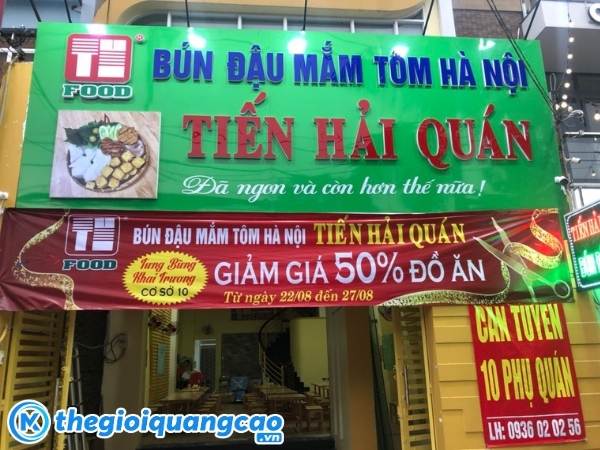 TH
FOOD
®
BÚN ĐẬU MẮM TÔM HÀ NỘI
TIẾN HẢI QUÁN
Đã ngon và còn hơn thế nữa!
TH
FOOD
BÚN ĐẬU MẮM TÔM HÀ NỘI TIẾN HẢI QUÁN
Tưng Bừng
Khai Trương
CƠ SỞ 10
GIẢM GIÁ 50% ĐỒ ĂN
Từ ngày 22/08 đến 27/08
TIẾN HẢI
CẦN TUYỂN
10 PHỤ QUÁN
LH: 0936 02 02 56
thegioiquangcao
.vn